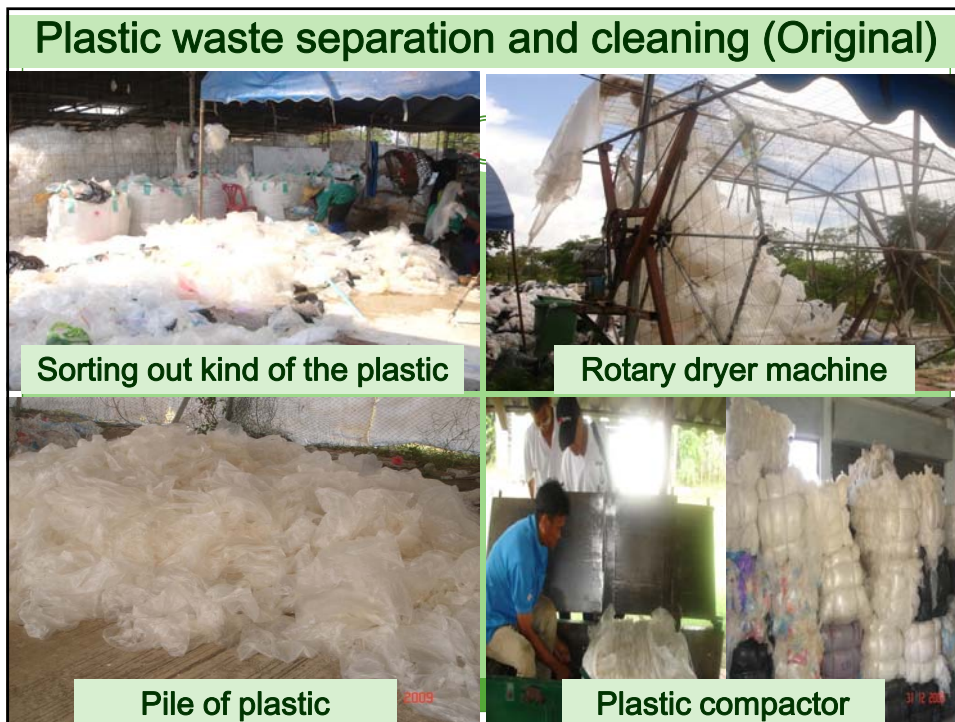 Plastic waste separation and cleaning (Original)
Sorting out kind of the plastic
Rotary dryer machine
Pile of plastic
2009
Plastic compactor